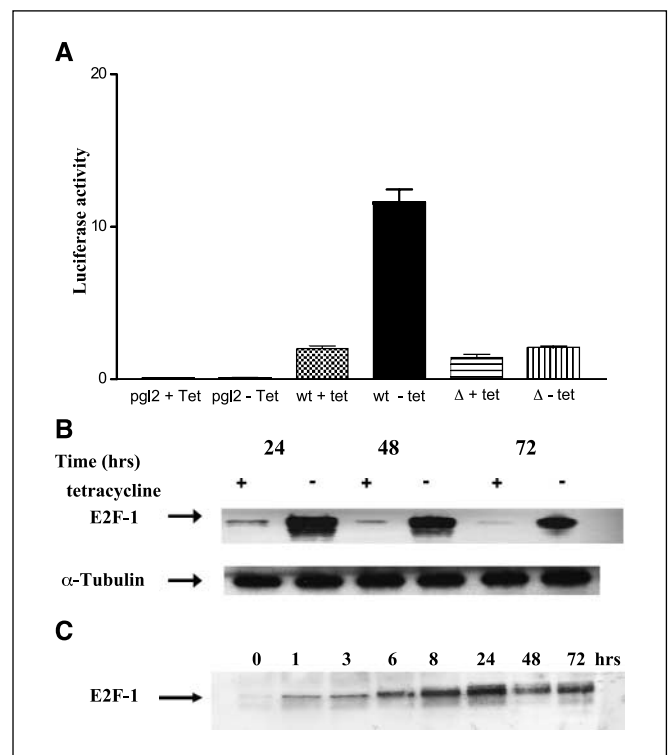 A
20
10
0
Luciferase activity
pgl2 + Tet pgl2 - Tet wt + tet wt - tet Δ + tet Δ - tet
B
24 48 72
Time (hrs)
tetracycline + - + - + -
E2F-1
α-Tubulin
C
0 1 3 6 8 24 48 72 hrs
E2F-1